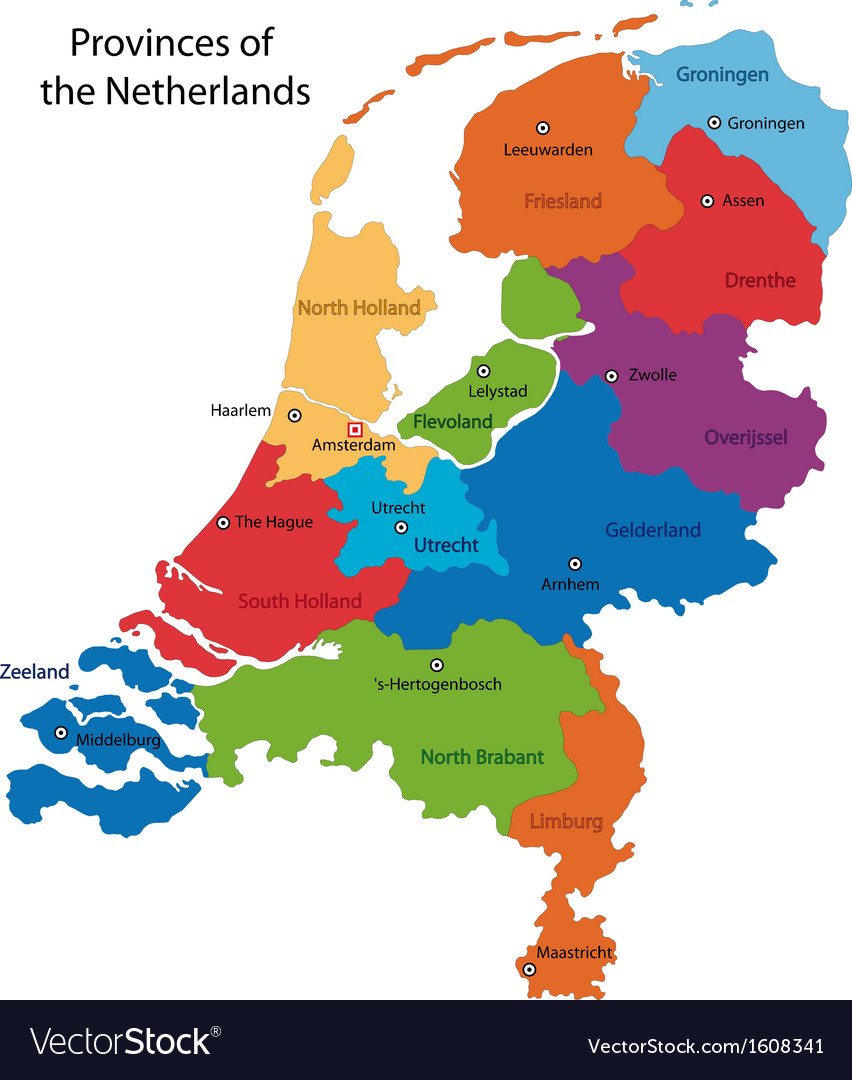 Provinces of
the Netherlands
Groningen
Groningen
Leeuwarden
Friesland
Assen
Drenthe
North Holland
Zwolle
Lelystad
Flevoland
Haarlem
Amsterdam
Overijssel
Utrecht
The Hague
Utrecht
Gelderland
Arnhem
South Holland
Zeeland
's-Hertogenbosch
Middelburg
North Brabant
Limburg
Maastricht
VectorStock®
VectorStock.com/1608341